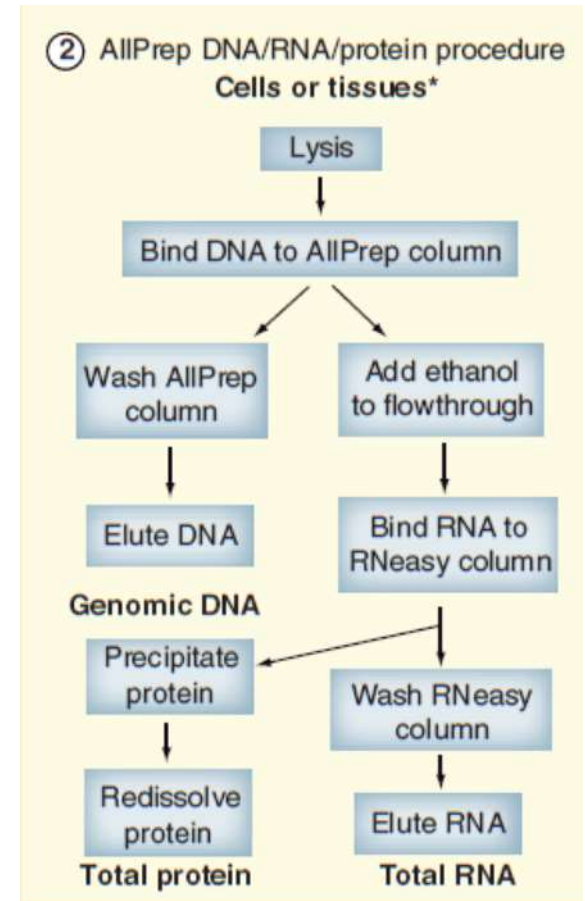 ② AllPrep DNA/RNA/protein procedure
Cells or tissues*
Lysis
Bind DNA to AllPrep column
Wash AllPrep
column
Add ethanol
to flowthrough
Elute DNA
Bind RNA to
RNeasy column
Genomic DNA
Precipitate
protein
Wash RNeasy
column
Redissolve
protein
Elute RNA
Total protein
Total RNA